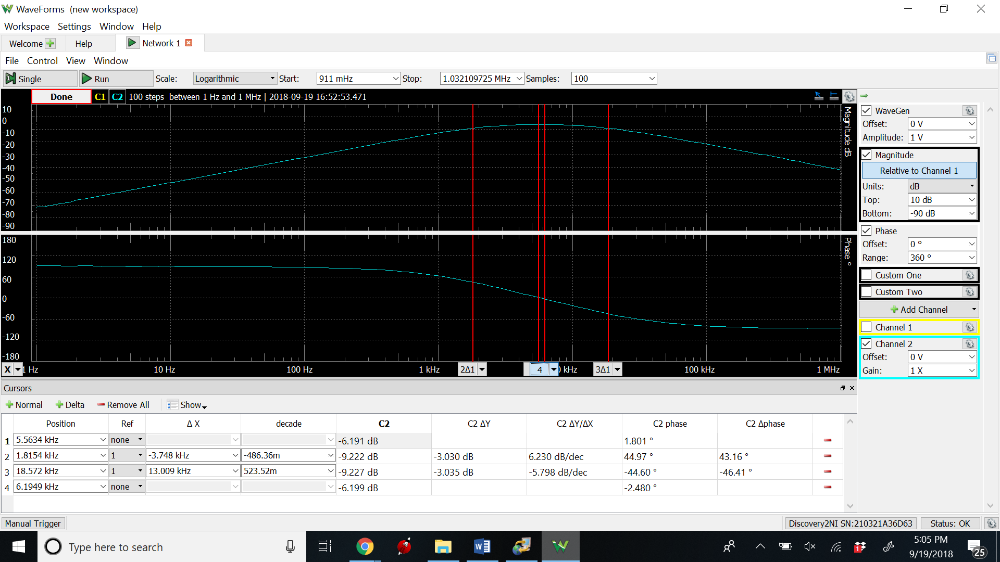 WaveForms (new workspace)
Workspace Settings Window Help
Welcome Help Network 1
File Control View Window
Single Run Scale: Logarithmic Start: 911 mHz Stop: 1.032109725 MHz Samples: 100
Done C1 C2 100 steps between 1 Hz and 1 MHz | 2018-09-19 16:52:53.471
10
0
-10
-20
-30
-40
-50
-60
-70
-80
-90
Magnitude dB
180
120
60
0
-60
-120
-180
Phase °
X 1 Hz 10 Hz 100 Hz 1 kHz 2Δ1 4 0 kHz 3Δ1 100 kHz 1 MHz
WaveGen
Offset: 0 V
Amplitude: 1 V
Magnitude
Relative to Channel 1
Units: dB
Top: 10 dB
Bottom: -90 dB
Phase
Offset: 0 °
Range: 360 °
Custom One
Custom Two
Add Channel
Channel 1
Channel 2
Offset: 0 V
Gain: 1 X
Cursors
Normal Delta Remove All Show
Position Ref Δ X decade C2 C2 ΔY C2 ΔY/ΔX C2 phase C2 Δphase
1 5.5634 kHz none -6.191 dB 1.801 °
2 1.8154 kHz 1 -3.748 kHz -486.36m -9.222 dB -3.030 dB 6.230 dB/dec 44.97 ° 43.16 °
3 18.572 kHz 1 13.009 kHz 523.52m -9.227 dB -3.035 dB -5.798 dB/dec -44.60 ° -46.41 °
4 6.1949 kHz none -6.199 dB -2.480 °
Manual Trigger Discovery2NI SN:210321A36D63 Status: OK
Type here to search
1
5:05 PM
9/19/2018
25